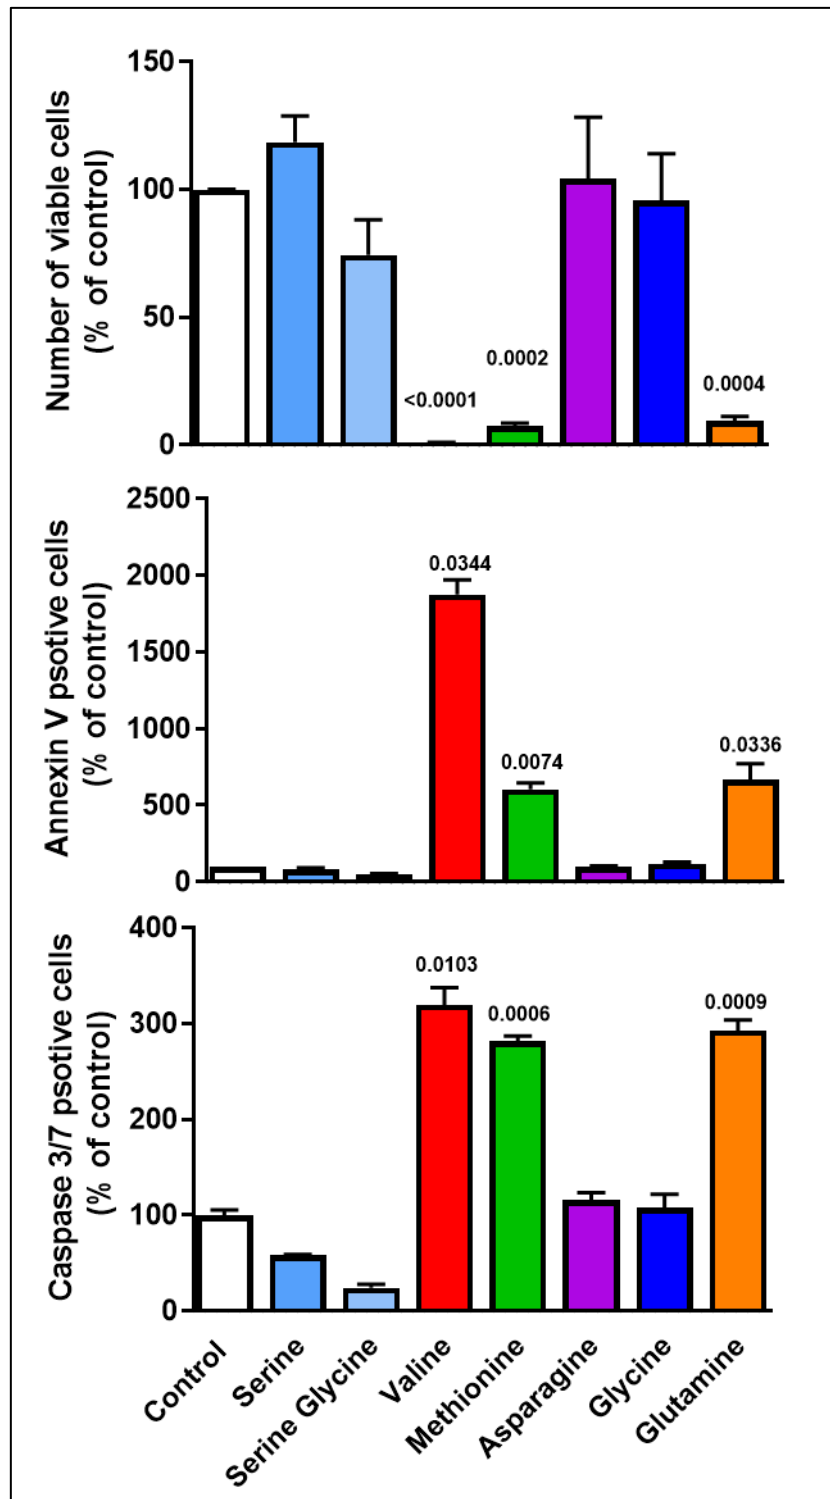 Number of viable cells
(% of control)
150
100
50
0
<0.0001
0.0002
0.0004
Annexin V psotive cells
(% of control)
2500
2000
1500
1000
500
0
0.0344
0.0074
0.0336
Caspase 3/7 psotive cells
(% of control)
400
300
200
100
0
0.0103
0.0006
0.0009
Control
Serine
Serine Glycine
Valine
Methionine
Asparagine
Glycine
Glutamine